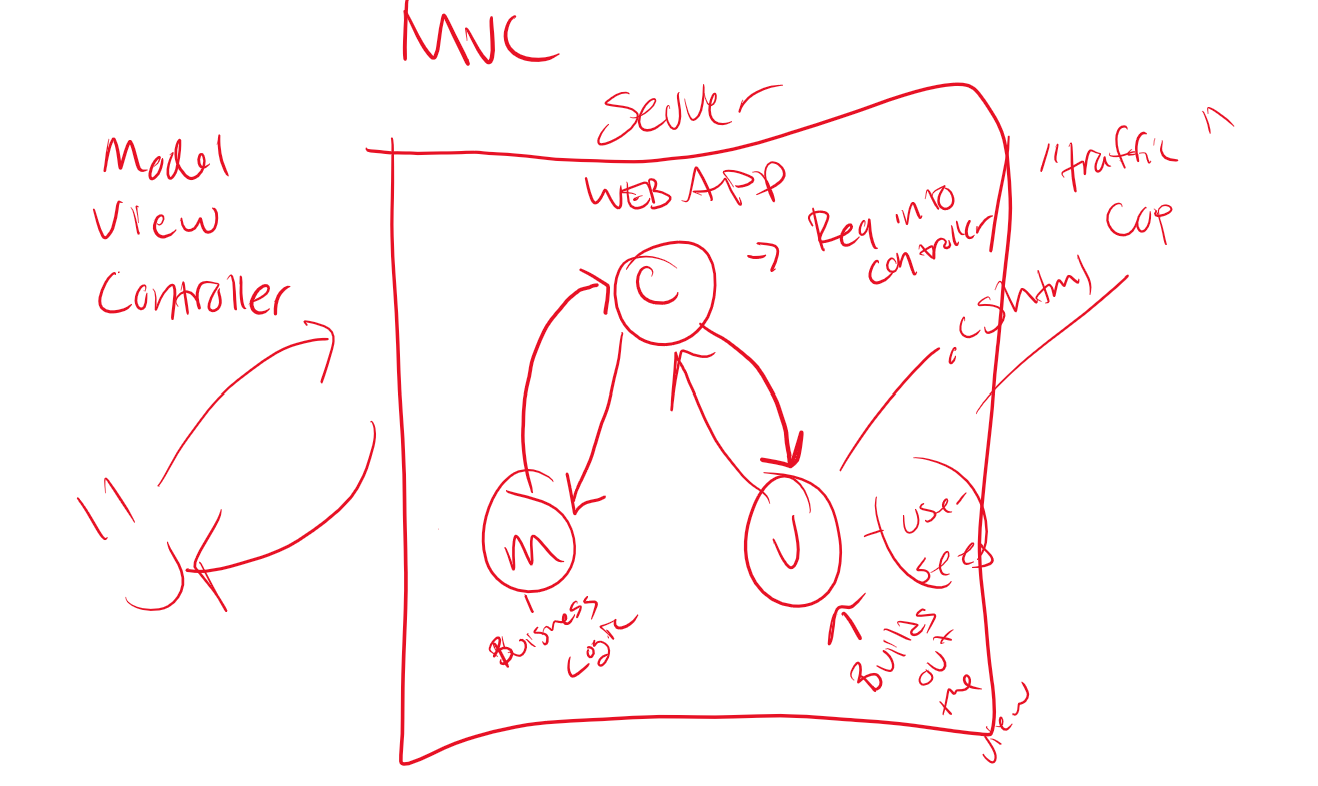 MVC
Server
Model
View
Controller
WEB APP
"traffic"
Cop
C
→ Req into
controller
.cshtml
M
V
user
sees
Buisness
Logic
Builds
out
the
view